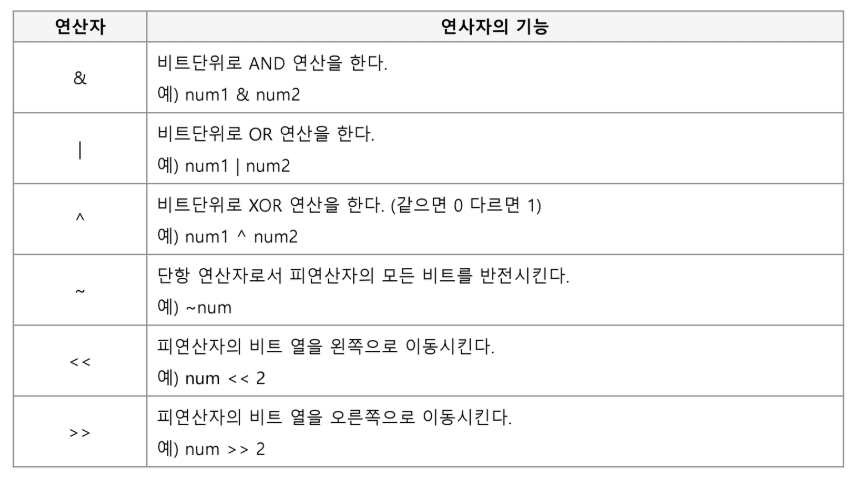 연산자 연사자의 기능
& 비트단위로 AND 연산을 한다.
예) num1 & num2
| 비트단위로 OR 연산을 한다.
예) num1 | num2
^ 비트단위로 XOR 연산을 한다. (같으면 0 다르면 1)
예) num1 ^ num2
~ 단항 연산자로서 피연산자의 모든 비트를 반전시킨다.
예) ~num
<< 피연산자의 비트 열을 왼쪽으로 이동시킨다.
예) num << 2
>> 피연산자의 비트 열을 오른쪽으로 이동시킨다.
예) num >> 2